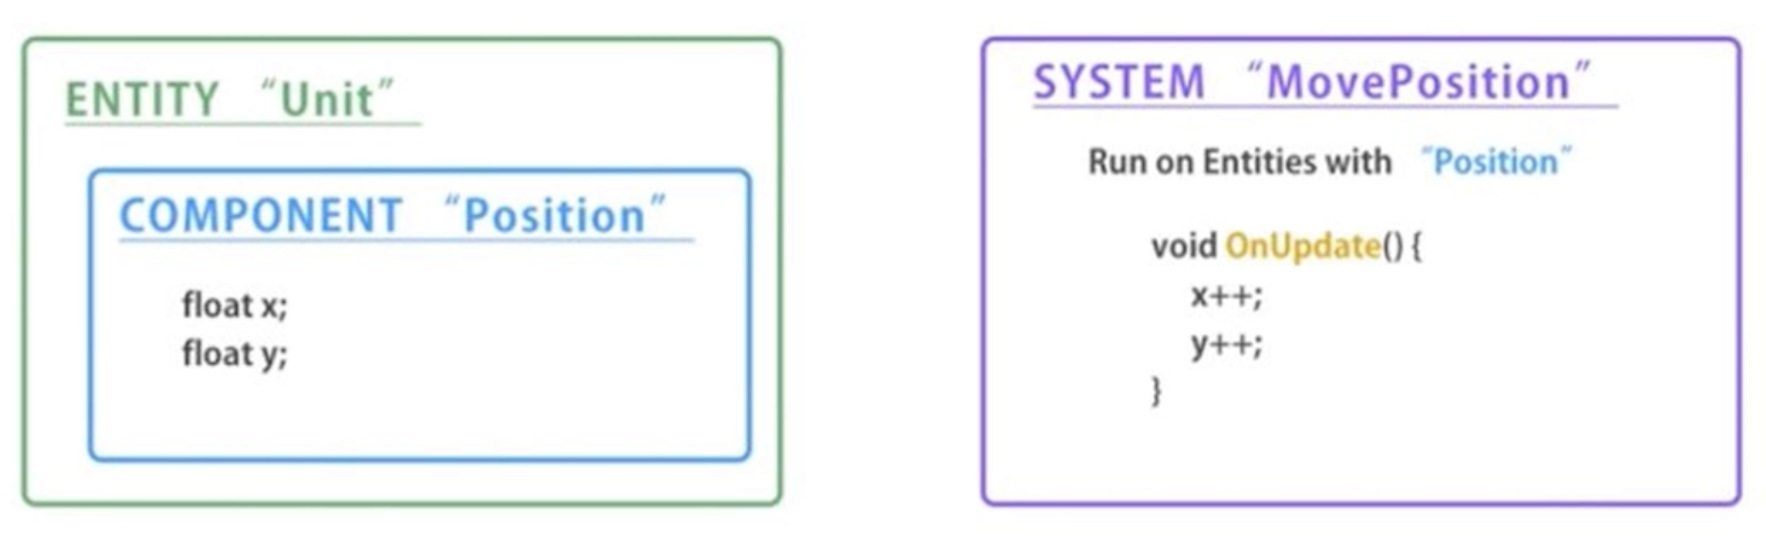 ENTITY “Unit”
COMPONENT “Position”
float x;
float y;
SYSTEM “MovePosition”
Run on Entities with “Position”
void OnUpdate() {
x++;
y++;
}